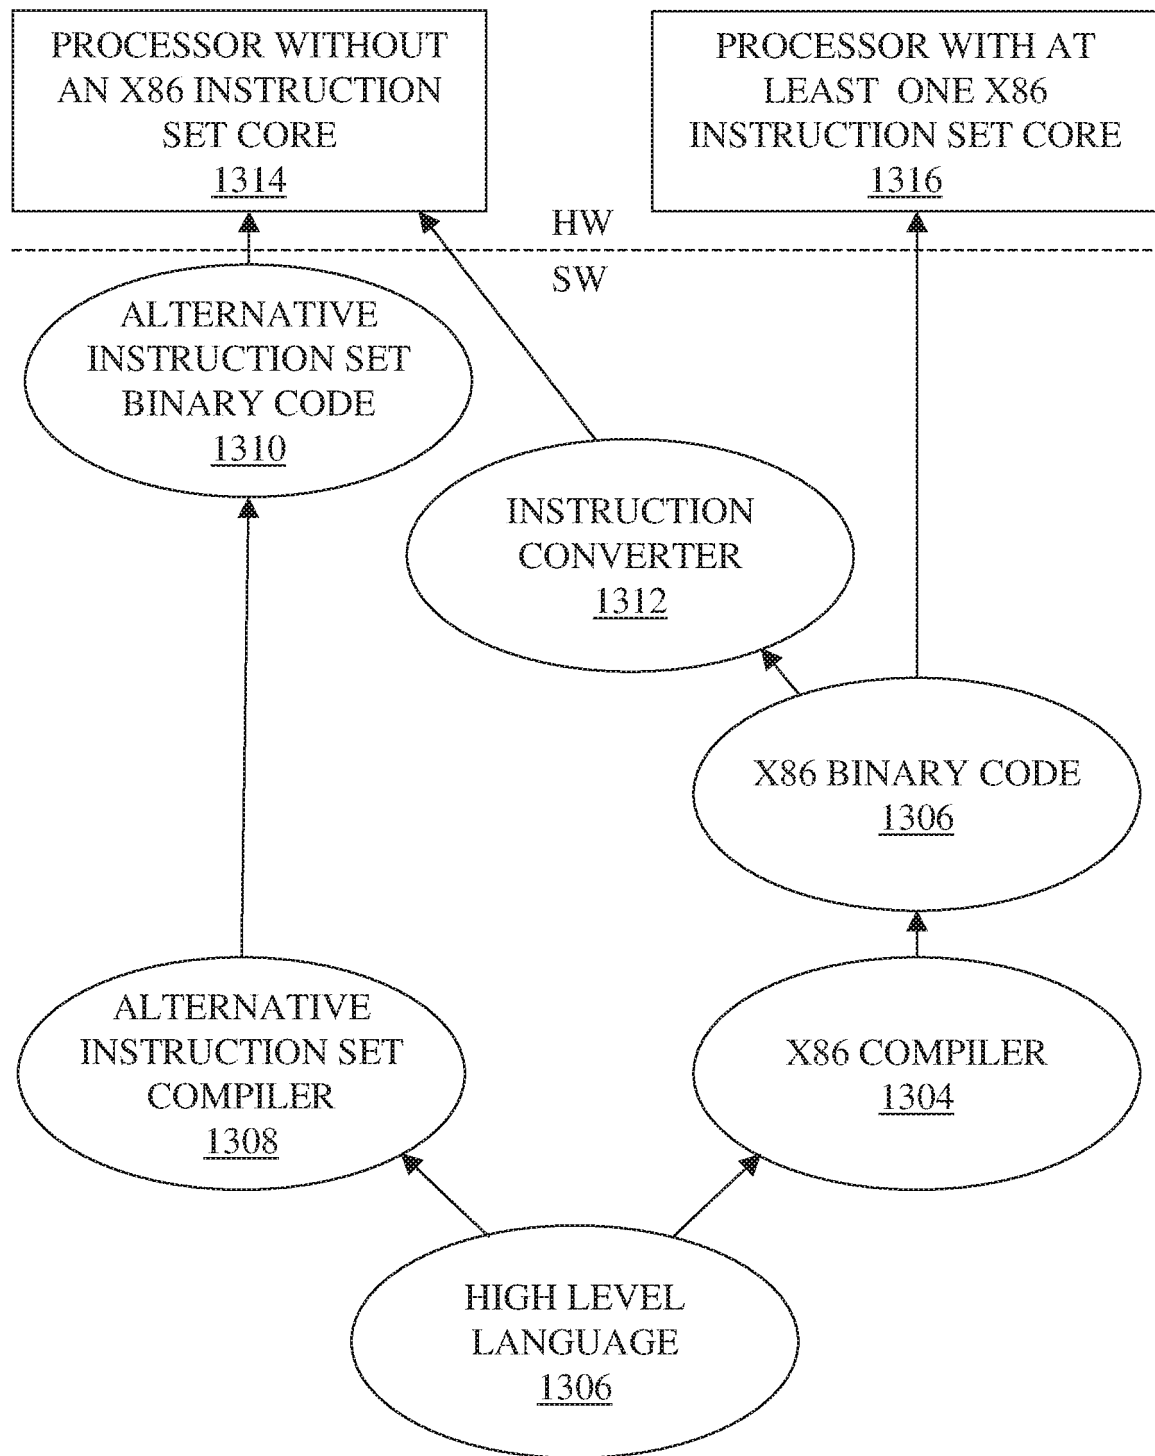 PROCESSOR WITHOUT
AN X86 INSTRUCTION
SET CORE
1314
PROCESSOR WITH AT
LEAST ONE X86
INSTRUCTION SET CORE
1316
HW
SW
ALTERNATIVE
INSTRUCTION SET
BINARY CODE
1310
INSTRUCTION
CONVERTER
1312
X86 BINARY CODE
1306
ALTERNATIVE
INSTRUCTION SET
COMPILER
1308
X86 COMPILER
1304
HIGH LEVEL
LANGUAGE
1306